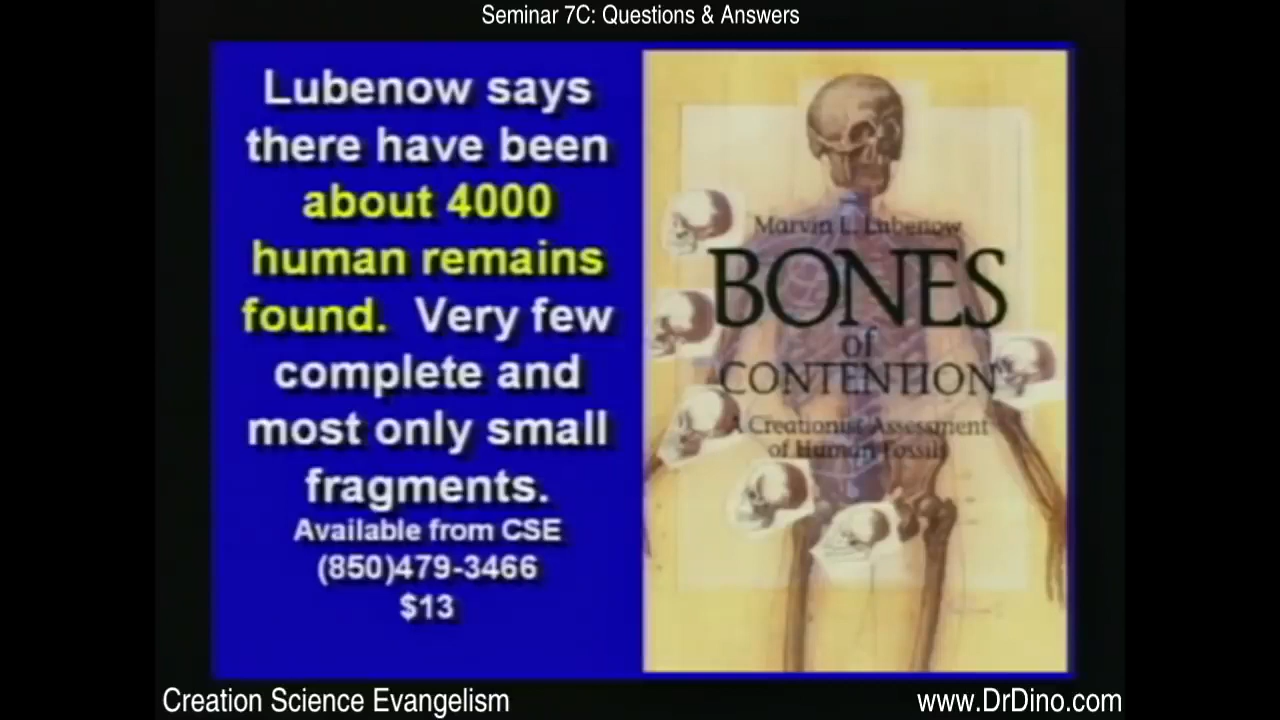 Seminar 7C: Questions & Answers
Lubenow says
there have been
about 4000
human remains
found. Very few
complete and
most only small
fragments.
Available from CSE
(850)479-3466
$13
Marvin L. Lubenow
BONES
of
CONTENTION
A Creationist Assessment
of Human Fossils
Creation Science Evangelism
www.DrDino.com